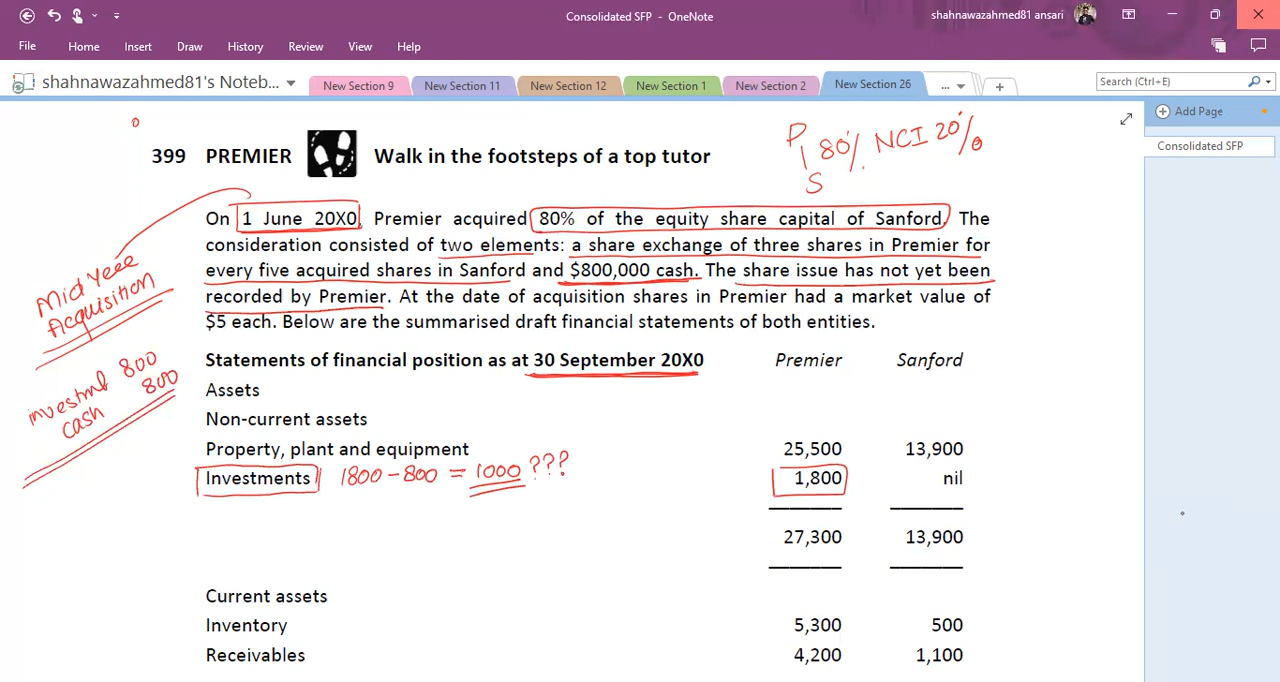 Consolidated SFP - OneNote
shahnawazahmed81 ansari
File Home Insert Draw History Review View Help
shahnawazahmed81's Noteb...
New Section 9 New Section 11 New Section 12 New Section 1 New Section 2 New Section 26 ...
Search (Ctrl+E)
Add Page
Consolidated SFP
P 80% NCI 20%
S
399 PREMIER Walk in the footsteps of a top tutor
On 1 June 20X0, Premier acquired 80% of the equity share capital of Sanford. The
consideration consisted of two elements: a share exchange of three shares in Premier for
every five acquired shares in Sanford and $800,000 cash. The share issue has not yet been
recorded by Premier. At the date of acquisition shares in Premier had a market value of
$5 each. Below are the summarised draft financial statements of both entities.
Mid Year
Acquisition
nvestmt 800
cash 800
Statements of financial position as at 30 September 20X0 Premier Sanford
Assets
Non-current assets
Property, plant and equipment 25,500 13,900
Investments 1800 - 800 = 1000 ??? 1,800 nil
27,300 13,900
Current assets
Inventory 5,300 500
Receivables 4,200 1,100